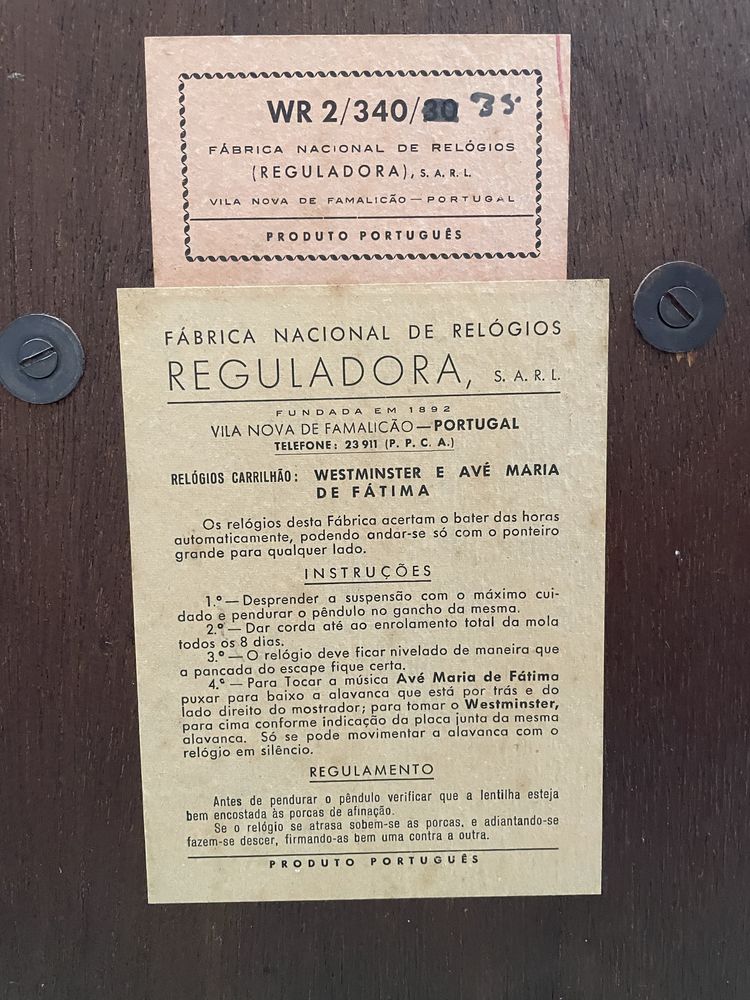 WR 2/340/30 35
FÁBRICA NACIONAL DE RELÓGIOS
(REGULADORA), S. A. R. L.
VILA NOVA DE FAMALICÃO — PORTUGAL
PRODUTO PORTUGUÊS
FÁBRICA NACIONAL DE RELÓGIOS
REGULADORA, S. A. R. L.
FUNDADA EM 1892
VILA NOVA DE FAMALICÃO — PORTUGAL
TELEFONE: 23 911 (P. P. C. A.)
RELÓGIOS CARRILHÃO: WESTMINSTER E AVÉ MARIA
DE FÁTIMA
Os relógios desta Fábrica acertam o bater das horas
automaticamente, podendo andar-se só com o ponteiro
grande para qualquer lado.
INSTRUÇÕES
1.º — Desprender a suspensão com o máximo cui-
dado e pendurar o pêndulo no gancho da mesma.
2.º — Dar corda até ao enrolamento total da mola
todos os 8 dias.
3.º — O relógio deve ficar nivelado de maneira que
a pancada do escape fique certa.
4.º — Para Tocar a música Avé Maria de Fátima
puxar para baixo a alavanca que está por trás e do
lado direito do mostrador; para tomar o Westminster,
para cima conforme indicação da placa junta da mesma
alavanca. Só se pode movimentar a alavanca com o
relógio em silêncio.
REGULAMENTO
Antes de pendurar o pêndulo verificar que a lentilha esteja
bem encostada às porcas de afinação.
Se o relógio se atrasa sobem-se as porcas, e adiantando-se
fazem-se descer, firmando-as bem uma contra a outra.
PRODUTO PORTUGUÊS